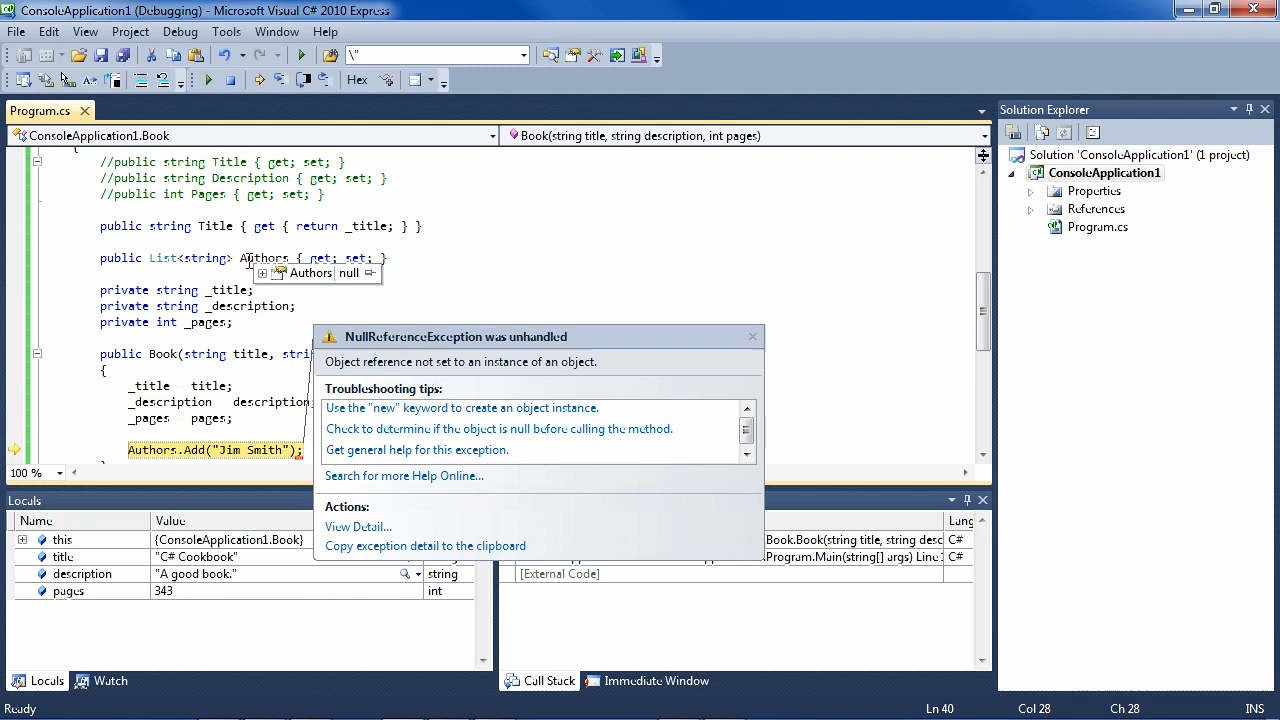 ConsoleApplication1 (Debugging) - Microsoft Visual C# 2010 Express
File Edit View Project Debug Tools Window Help
\"
Hex
Program.cs
ConsoleApplication1.Book
Book(string title, string description, int pages)
//public string Title { get; set; }
//public string Description { get; set; }
//public int Pages { get; set; }
public string Title { get { return _title; } }
public List<string> Authors { get; set; }
Authors null
private string _title;
private string _description;
private int _pages;
public Book(string title, stri
{
_title title;
_description description;
_pages pages;
Authors.Add("Jim Smith");
100 %
NullReferenceException was unhandled
Object reference not set to an instance of an object.
Troubleshooting tips:
Use the "new" keyword to create an object instance.
Check to determine if the object is null before calling the method.
Get general help for this exception.
Search for more Help Online...
Actions:
View Detail...
Copy exception detail to the clipboard
Solution Explorer
Solution 'ConsoleApplication1' (1 project)
ConsoleApplication1
Properties
References
Program.cs
Locals
Name Value
this {ConsoleApplication1.Book}
title "C# Cookbook"
description "A good book." string
pages 343 int
Lang
Book.Book(string title, string desc C#
Program.Main(string[] args) Line 1 C#
[External Code]
Locals Watch
Call Stack Immediate Window
Ready Ln 40 Col 28 Ch 28 INS